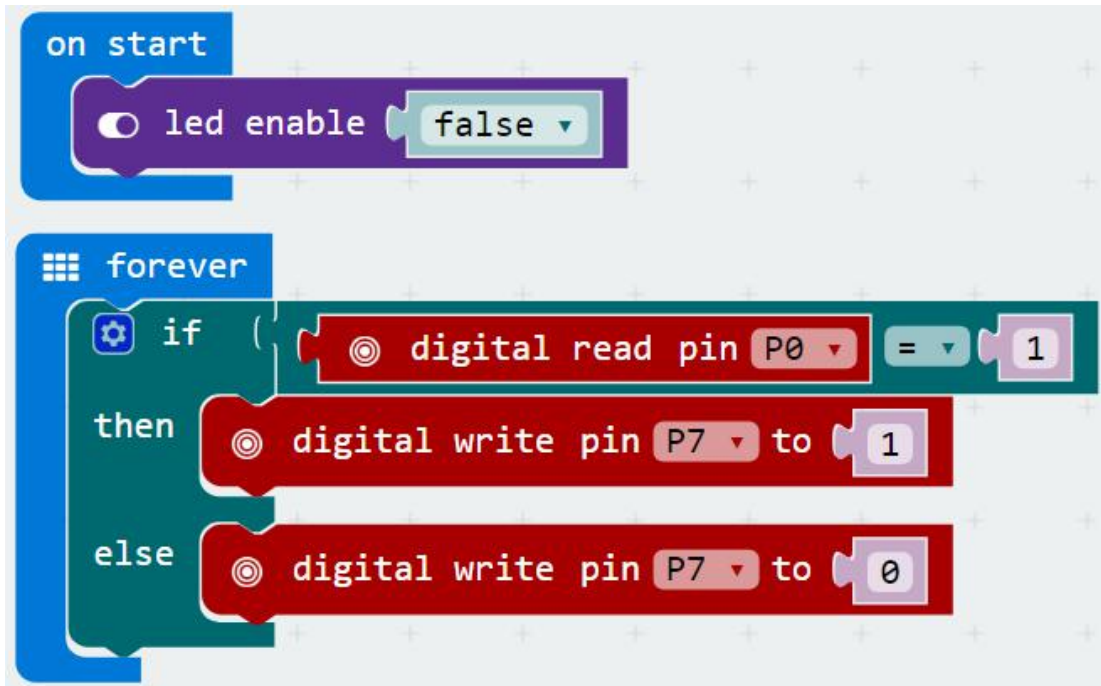 on start
led enable false
forever
if digital read pin P0 = 1
then digital write pin P7 to 1
else digital write pin P7 to 0